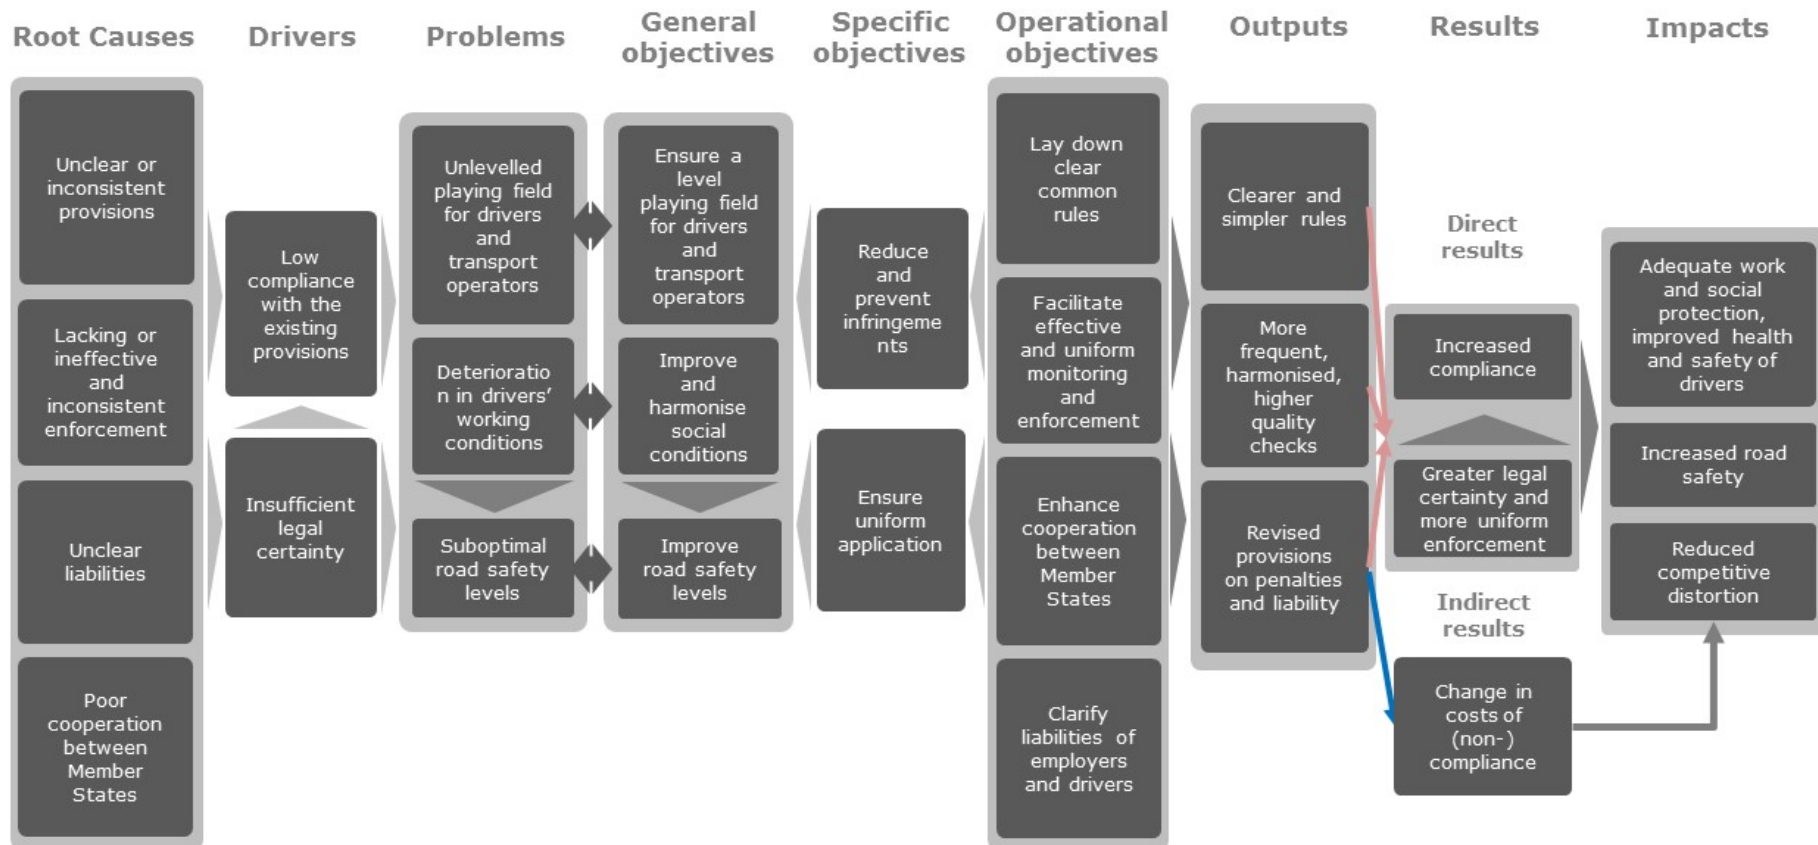 Root Causes
Drivers
Problems
General
objectives
Specific
objectives
Operational
objectives
Outputs
Results
Impacts
Unclear or
inconsistent
provisions
Lacking or
ineffective
and
inconsistent
enforcement
Unclear
liabilities
Poor
cooperation
between
Member
States
Low
compliance
with the
existing
provisions
Insufficient
legal
certainty
Unlevelled
playing field
for drivers
and
transport
operators
Deterioratio
n in drivers’
working
conditions
Suboptimal
road safety
levels
Ensure a
level
playing field
for drivers
and
transport
operators
Improve
and
harmonise
social
conditions
Improve
road safety
levels
Reduce
and
prevent
infringeme
nts
Ensure
uniform
application
Lay down
clear
common
rules
Facilitate
effective
and uniform
monitoring
and
enforcement
Enhance
cooperation
between
Member
States
Clarify
liabilities of
employers
and drivers
Clearer and
simpler rules
More
frequent,
harmonised,
higher
quality
checks
Revised
provisions
on penalties
and liability
Direct
results
Increased
compliance
Greater legal
certainty and
more uniform
enforcement
Indirect
results
Change in
costs of
(non-)
compliance
Adequate work
and social
protection,
improved health
and safety of
drivers
Increased road
safety
Reduced
competitive
distortion